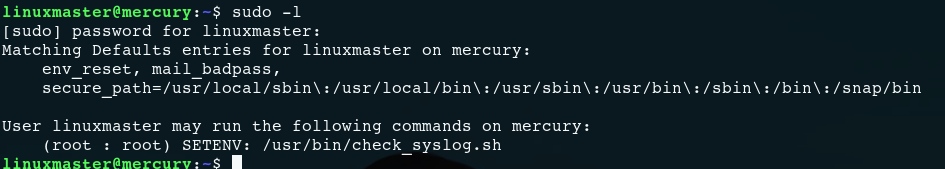 linuxmaster@mercury:~$ sudo -l
[sudo] password for linuxmaster:
Matching Defaults entries for linuxmaster on mercury:
    env_reset, mail_badpass,
    secure_path=/usr/local/sbin\:/usr/local/bin\:/usr/sbin\:/usr/bin\:/sbin\:/bin\:/snap/bin

User linuxmaster may run the following commands on mercury:
    (root : root) SETENV: /usr/bin/check_syslog.sh
linuxmaster@mercury:~$